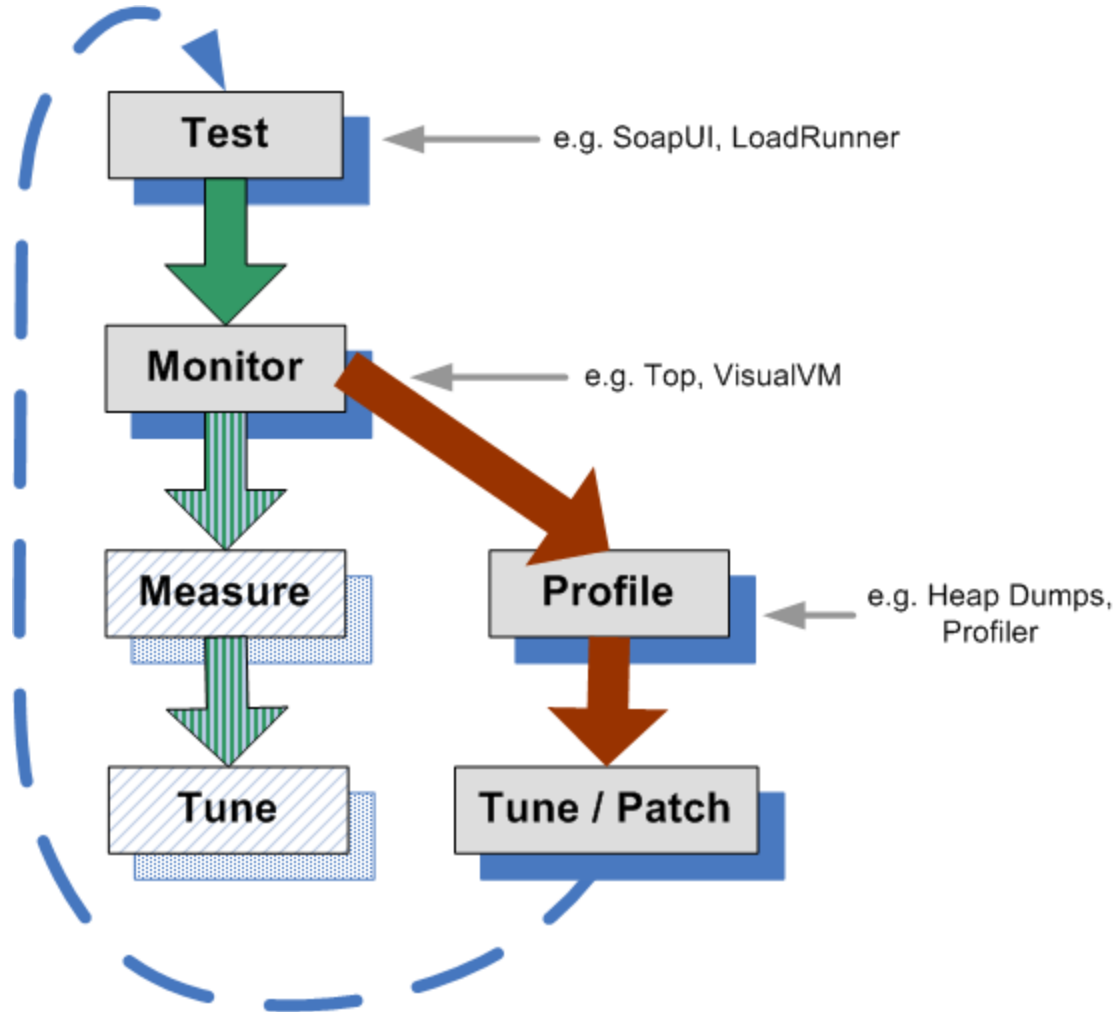 Test
e.g. SoapUI, LoadRunner
Monitor
e.g. Top, VisualVM
Measure
Profile
e.g. Heap Dumps,
Profiler
Tune
Tune / Patch